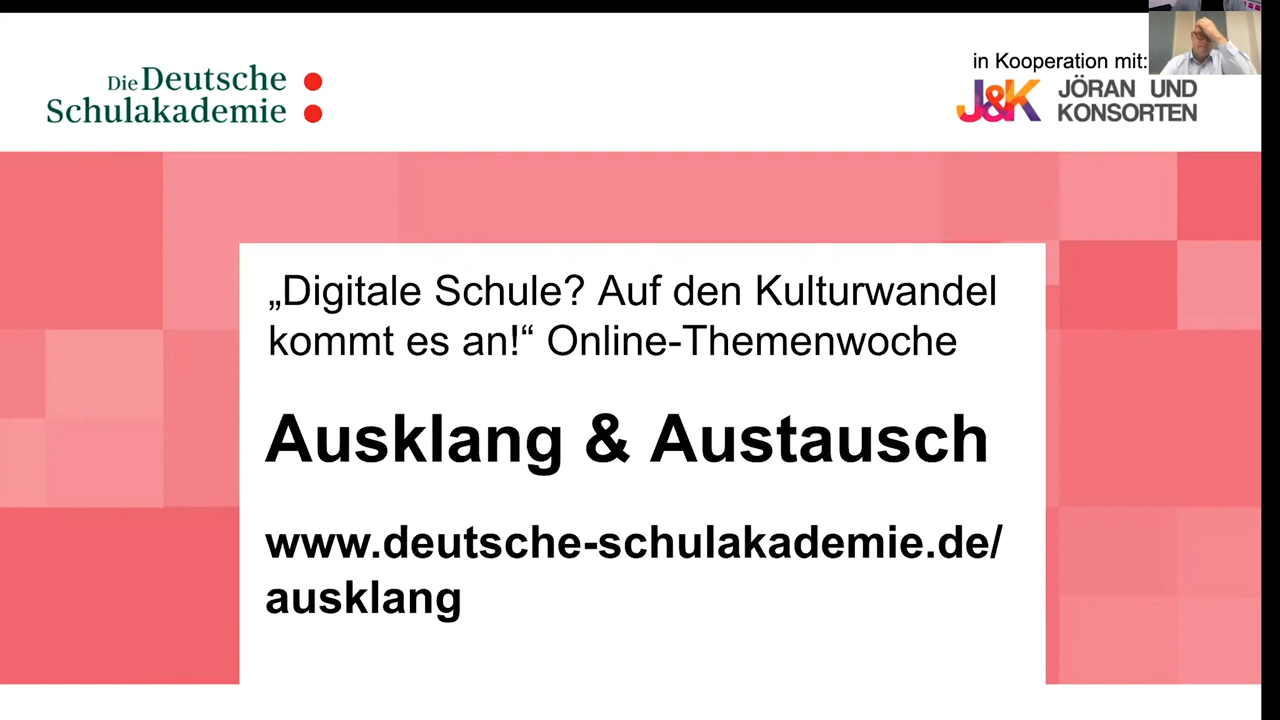 Die Deutsche
Schulakademie
in Kooperation mit:
J&K JÖRAN UND
KONSORTEN
„Digitale Schule? Auf den Kulturwandel
kommt es an!“ Online-Themenwoche
Ausklang & Austausch
www.deutsche-schulakademie.de/
ausklang